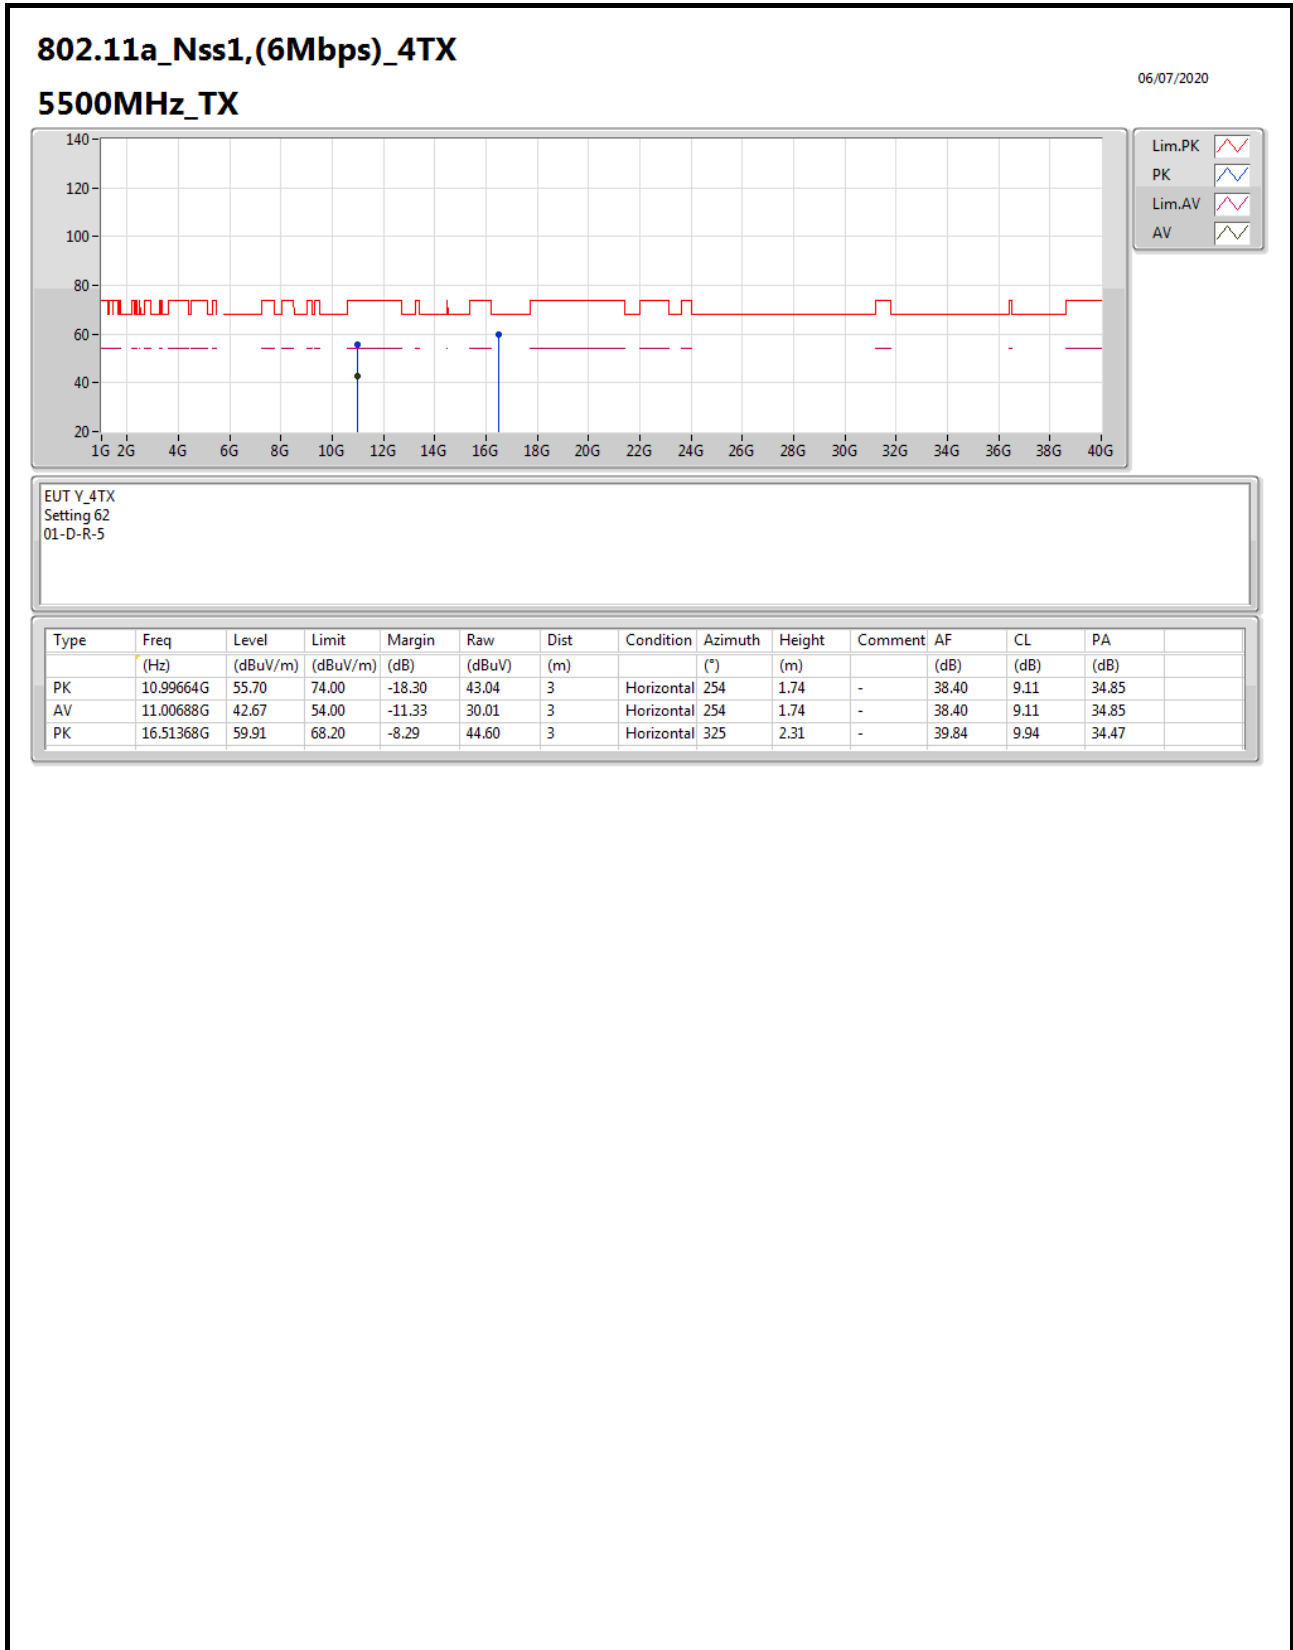 802.11a_Nss1,(6Mbps)_4TX
06/07/2020
5500MHz_TX
140
120
100
80
60
40
20
1G 2G 4G 6G 8G 10G 12G 14G 16G 18G 20G 22G 24G 26G 28G 30G 32G 34G 36G 38G 40G
Lim.PK
PK
Lim.AV
AV
EUT Y_4TX
Setting 62
01-D-R-5
Type Freq Level Limit Margin Raw Dist Condition Azimuth Height Comment AF CL PA
(Hz) (dBuV/m) (dBuV/m) (dB) (dBuV) (m) (°) (m) (dB) (dB) (dB)
PK 10.99664G 55.70 74.00 -18.30 43.04 3 Horizontal 254 1.74 - 38.40 9.11 34.85
AV 11.00688G 42.67 54.00 -11.33 30.01 3 Horizontal 254 1.74 - 38.40 9.11 34.85
PK 16.51368G 59.91 68.20 -8.29 44.60 3 Horizontal 325 2.31 - 39.84 9.94 34.47